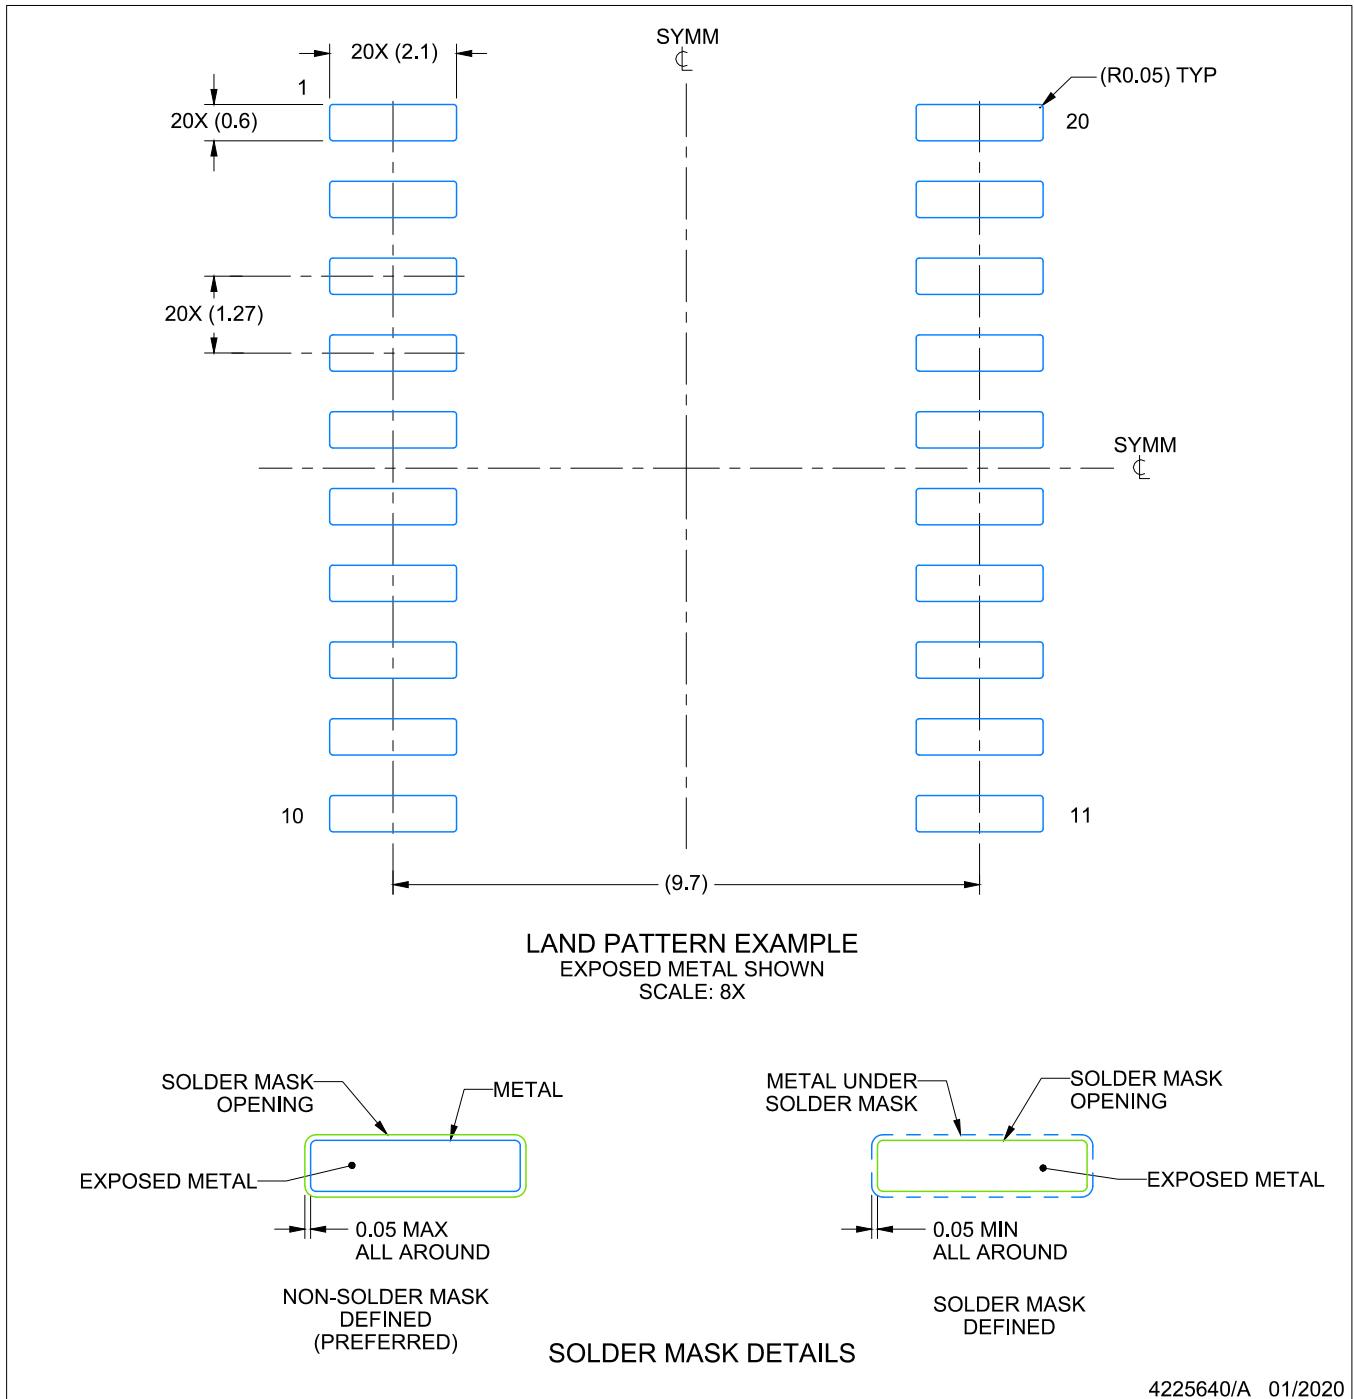 SYMM
20X (2.1)
(R0.05) TYP
1
20X (0.6)
20
20X (1.27)
SYMM
10
11
(9.7)
LAND PATTERN EXAMPLE
EXPOSED METAL SHOWN
SCALE: 8X
SOLDER MASK
OPENING
METAL
EXPOSED METAL
0.05 MAX
ALL AROUND
NON-SOLDER MASK
DEFINED
(PREFERRED)
METAL UNDER
SOLDER MASK
SOLDER MASK
OPENING
EXPOSED METAL
0.05 MIN
ALL AROUND
SOLDER MASK
DEFINED
SOLDER MASK DETAILS
4225640/A 01/2020